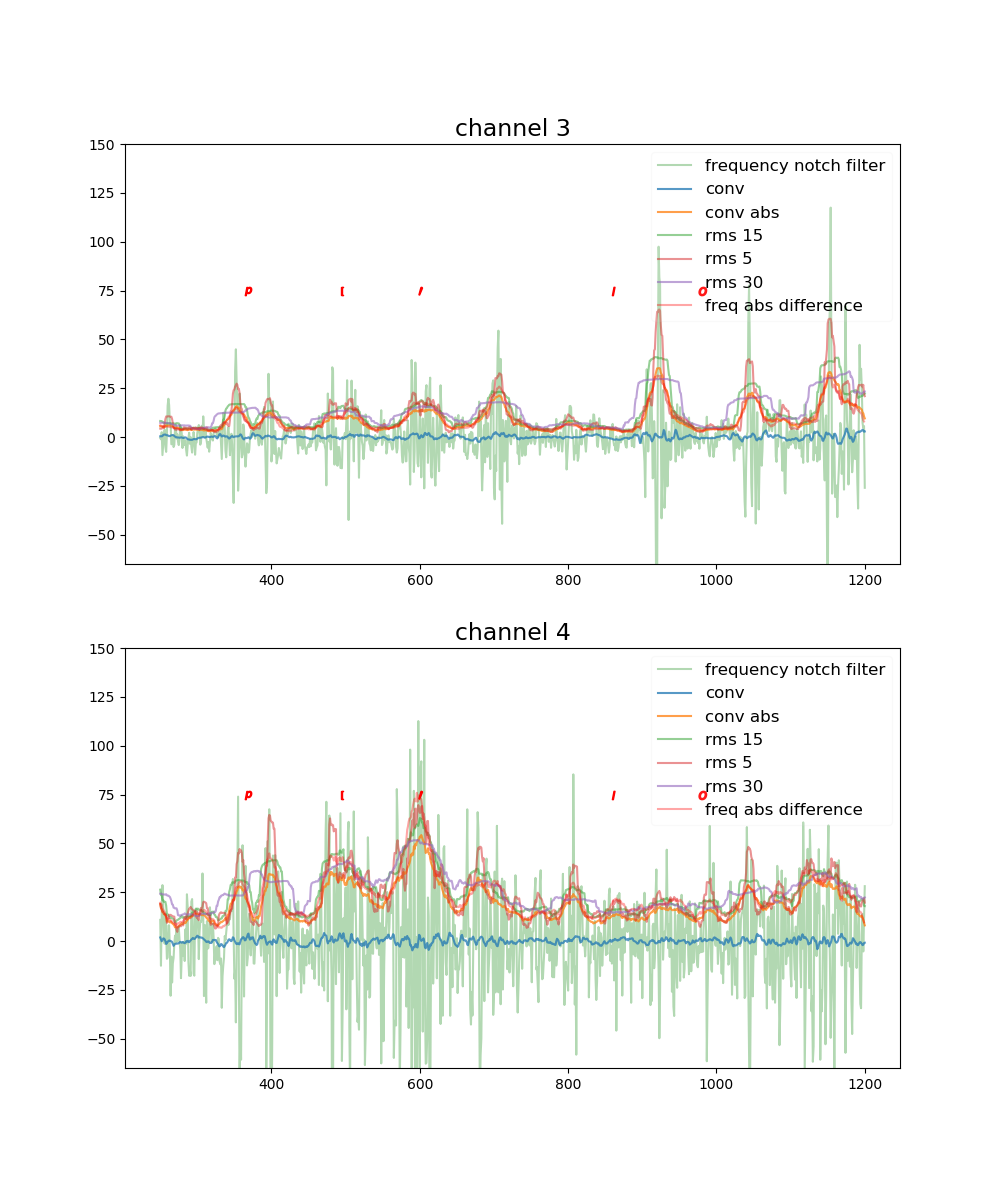 channel 3
150
125
100
75
50
25
0
−25
−50
frequency notch filter
conv
conv abs
rms 15
rms 5
rms 30
freq abs difference
p l o
400 600 800 1000 1200
channel 4
150
125
100
75
50
25
0
−25
−50
frequency notch filter
conv
conv abs
rms 15
rms 5
rms 30
freq abs difference
p l o
400 600 800 1000 1200